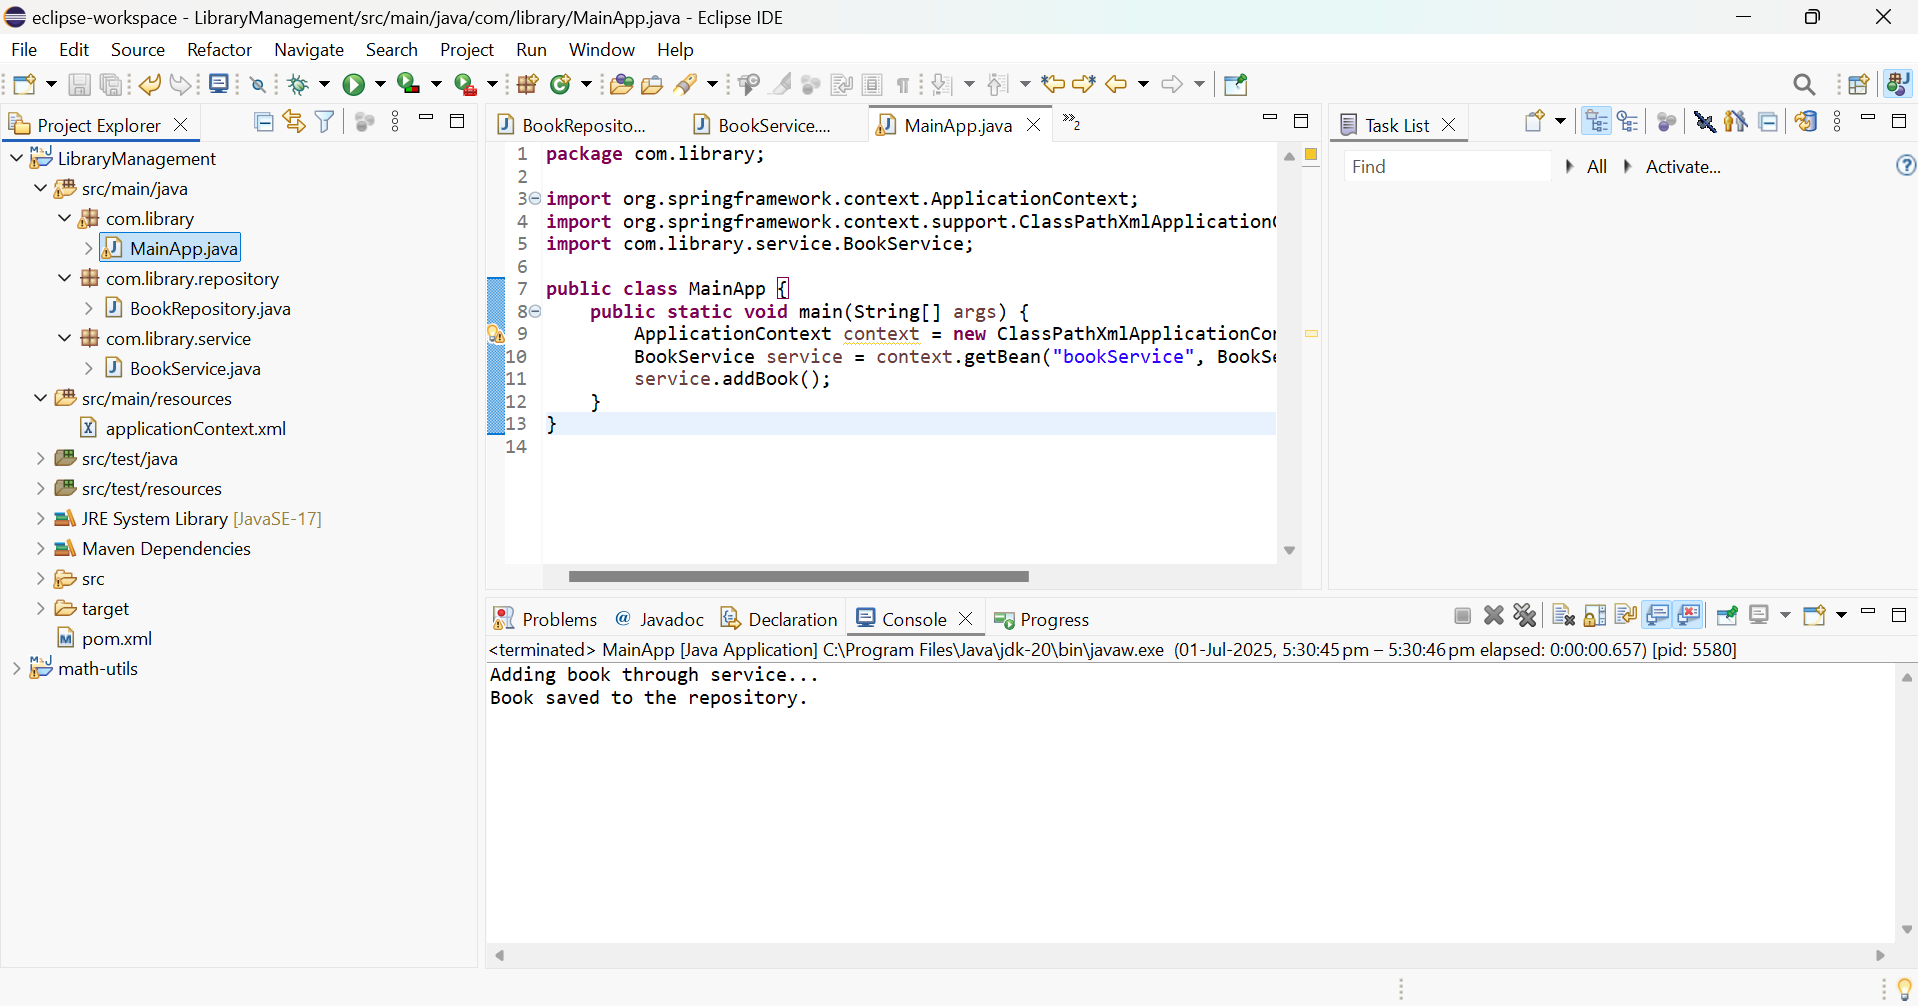 eclipse-workspace - LibraryManagement/src/main/java/com/library/MainApp.java - Eclipse IDE
File Edit Source Refactor Navigate Search Project Run Window Help
Project Explorer
LibraryManagement
src/main/java
com.library
MainApp.java
com.library.repository
BookRepository.java
com.library.service
BookService.java
src/main/resources
applicationContext.xml
src/test/java
src/test/resources
JRE System Library [JavaSE-17]
Maven Dependencies
src
target
pom.xml
math-utils
BookReposito... BookService.... MainApp.java »2
1 package com.library;
2
3 import org.springframework.context.ApplicationContext;
4 import org.springframework.context.support.ClassPathXmlApplication
5 import com.library.service.BookService;
6
7 public class MainApp {
8 public static void main(String[] args) {
9 ApplicationContext context = new ClassPathXmlApplicationCo
10 BookService service = context.getBean("bookService", BookS
11 service.addBook();
12 }
13 }
14
Task List
Find All Activate...
Problems @ Javadoc Declaration Console Progress
<terminated> MainApp [Java Application] C:\Program Files\Java\jdk-20\bin\javaw.exe (01-Jul-2025, 5:30:45 pm – 5:30:46 pm elapsed: 0:00:00.657) [pid: 5580]
Adding book through service...
Book saved to the repository.